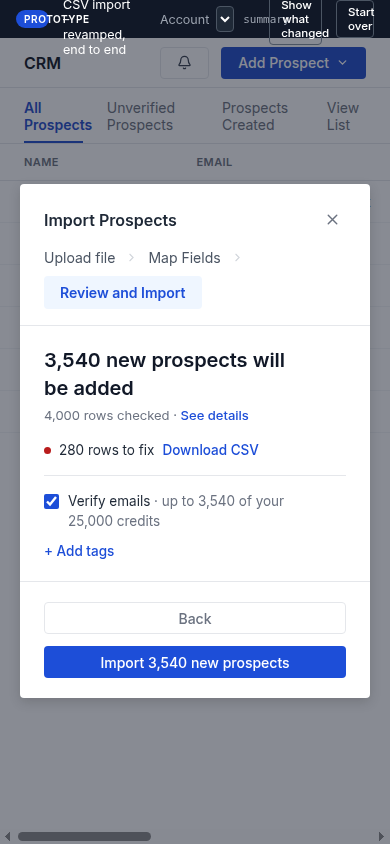 PROTOTYPE
CSV import
revamped,
end to end
Account
summary
Show
what
changed
Start
over
CRM
Add Prospect
All
Prospects
Unverified
Prospects
Prospects
Created
View
List
NAME
EMAIL
Import Prospects
Upload file
Map Fields
Review and Import
3,540 new prospects will
be added
4,000 rows checked · See details
280 rows to fix Download CSV
Verify emails · up to 3,540 of your
25,000 credits
+ Add tags
Back
Import 3,540 new prospects